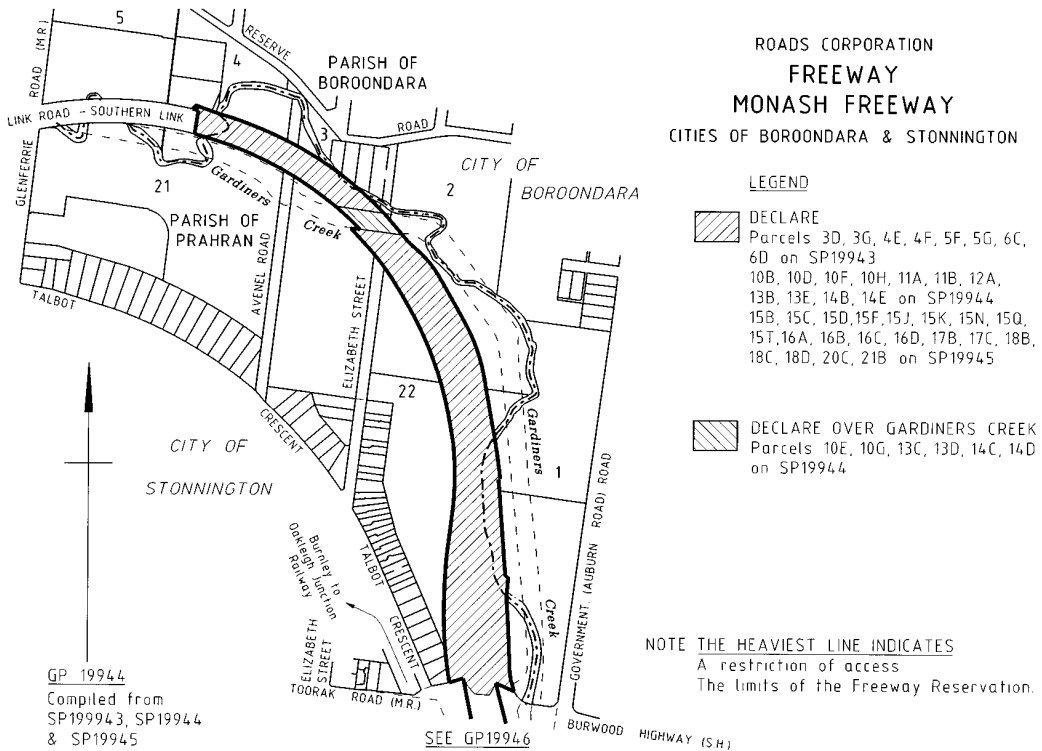 ROADS CORPORATION
FREEWAY
MONASH FREEWAY
CITIES OF BOROONDARA & STONNINGTON
LEGEND
DECLARE
Parcels 3D, 3G, 4E, 4F, 5F, 5G, 6C,
6D on SP19943
10B, 10D, 10F, 10H, 11A, 11B, 12A,
13B, 13E, 14B, 14E on SP19944
15B, 15C, 15D, 15F, 15J, 15K, 15N, 15Q,
15T, 16A, 16B, 16C, 16D, 17B, 17C, 18B,
18C, 18D, 20C, 21B on SP19945
DECLARE OVER GARDINERS CREEK
Parcels 10E, 10G, 13C, 13D, 14C, 14D
on SP19944
NOTE THE HEAVIEST LINE INDICATES
A restriction of access
The limits of the Freeway Reservation.
5
4
RESERVE
PARISH OF
BOROONDARA
GLENFERRIE ROAD (M.R.)
LINK ROAD - SOUTHERN LINK
3
ROAD
2
CITY OF
BOROONDARA
21
Gardiners
Creek
PARISH OF
PRAHRAN
AVENEL ROAD
TALBOT
CRESCENT
ELIZABETH STREET
22
CITY OF
STONNINGTON
Gardiners
Creek
1
GOVERNMENT (AUBURN ROAD) ROAD
TALBOT
CRESCENT
Burnley to
Oakleigh Junction
Railway
ELIZABETH
STREET
TOORAK ROAD (M.R.)
BURWOOD HIGHWAY (S.H.)
SEE GP19946
GP 19944
Compiled from
SP199943, SP19944
& SP19945